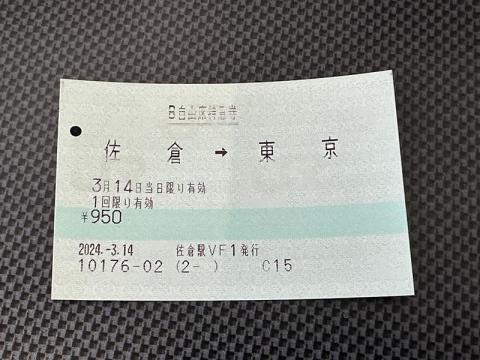 B自由席特急券
佐倉 → 東京
3月14日当日限り有効
1回限り有効
¥950
2024.-3.14 佐倉駅VF1発行
10176-02 (2- ) C15